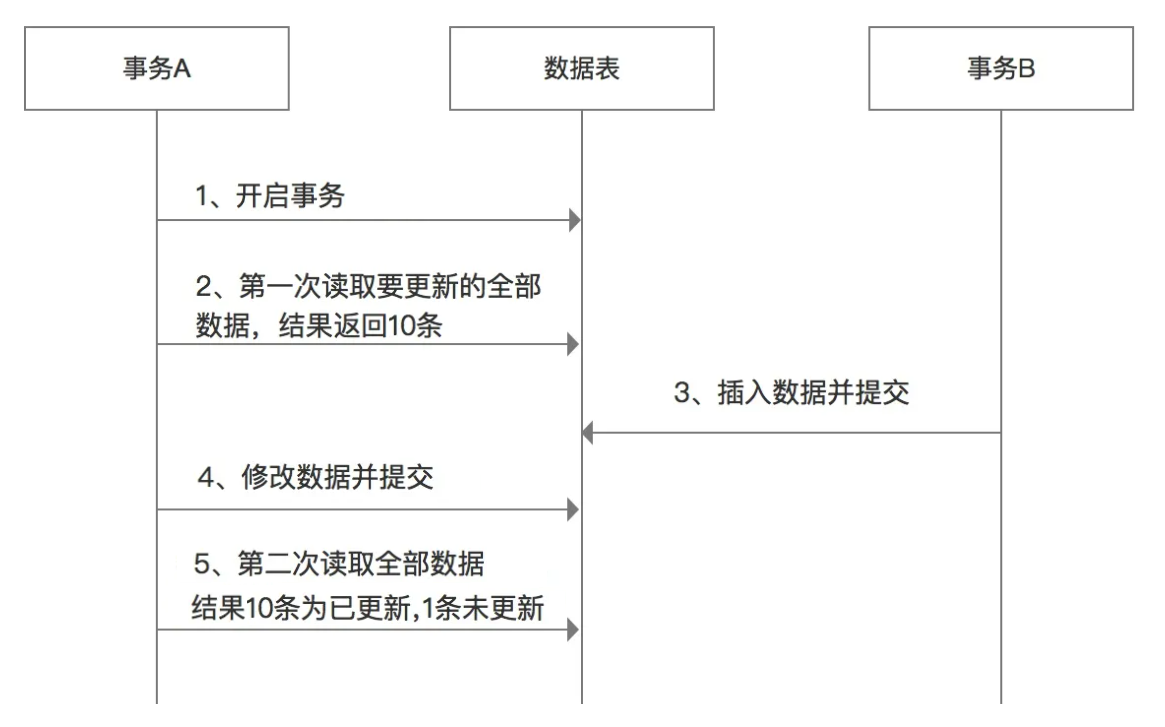 事务A
数据表
事务B
1、开启事务
2、第一次读取要更新的全部
数据，结果返回10条
3、插入数据并提交
4、修改数据并提交
5、第二次读取全部数据
结果10条为已更新,1条未更新